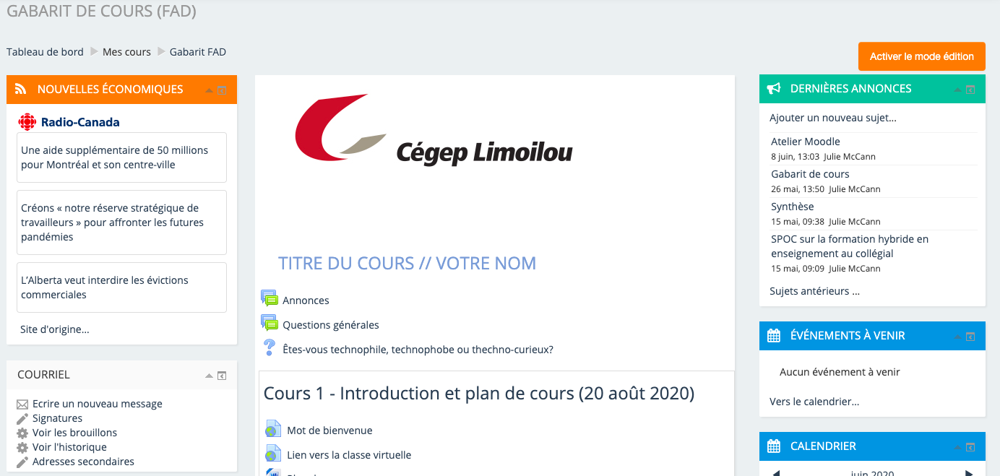 GABARIT DE COURS (FAD)
Tableau de bord Mes cours Gabarit FAD
Activer le mode édition
NOUVELLES ÉCONOMIQUES
Radio-Canada
Une aide supplémentaire de 50 millions
pour Montréal et son centre-ville
Créons « notre réserve stratégique de
travailleurs » pour affronter les futures
pandémies
L'Alberta veut interdire les évictions
commerciales
Site d'origine...
COURRIEL
Ecrire un nouveau message
Signatures
Voir les brouillons
Voir l'historique
Adresses secondaires
Cégep Limoilou
TITRE DU COURS // VOTRE NOM
Annonces
Questions générales
Êtes-vous technophile, technophobe ou thechno-curieux?
Cours 1 - Introduction et plan de cours (20 août 2020)
Mot de bienvenue
Lien vers la classe virtuelle
DERNIÈRES ANNONCES
Ajouter un nouveau sujet...
Atelier Moodle
8 juin, 13:03 Julie McCann
Gabarit de cours
26 mai, 13:50 Julie McCann
Synthèse
15 mai, 09:38 Julie McCann
SPOC sur la formation hybride en
enseignement au collégial
15 mai, 09:09 Julie McCann
Sujets antérieurs ...
ÉVÉNEMENTS À VENIR
Aucun événement à venir
Vers le calendrier...
CALENDRIER
juin 2020